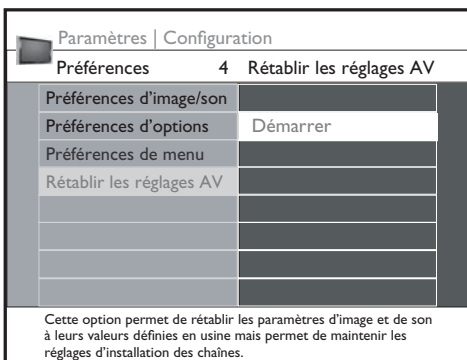 Paramètres | Configuration
Préférences 4 Rétablir les réglages AV
Préférences d'image/son
Préférences d'options Démarrer
Préférences de menu
Rétablir les réglages AV
Cette option permet de rétablir les paramètres d'image et de son
à leurs valeurs définies en usine mais permet de maintenir les
réglages d'installation des chaînes.